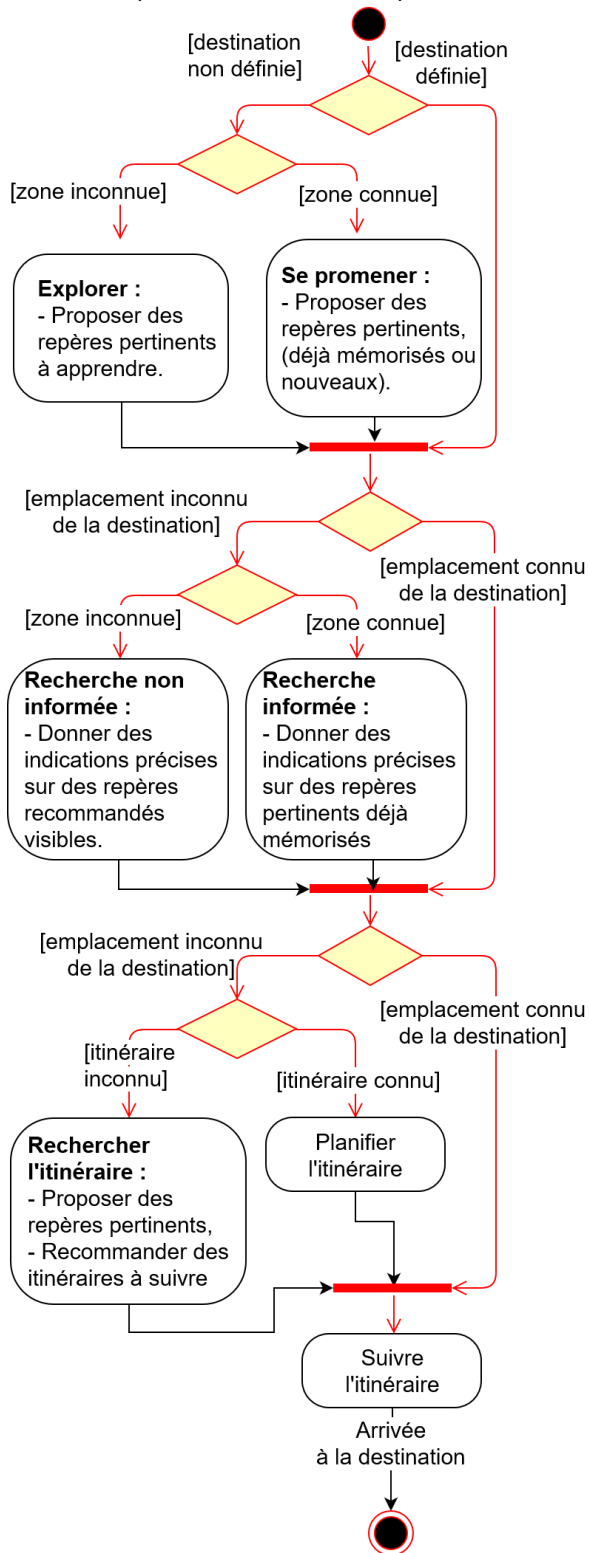 [destination
non définie]
[destination
définie]
[zone inconnue]
[zone connue]
Explorer :
- Proposer des
repères pertinents
à apprendre.
Se promener :
- Proposer des
repères pertinents,
(déjà mémorisés ou
nouveaux).
[emplacement inconnu
de la destination]
[emplacement connu
de la destination]
[zone inconnue]
[zone connue]
Recherche non
informée :
- Donner des
indications précises
sur des repères
recommandés
visibles.
Recherche
informée :
- Donner des
indications précises
sur des repères
pertinents déjà
mémorisés
[emplacement inconnu
de la destination]
[emplacement connu
de la destination]
[itinéraire
inconnu]
[itinéraire connu]
Rechercher
l'itinéraire :
- Proposer des
repères pertinents,
- Recommander des
itinéraires à suivre
Planifier
l'itinéraire
Suivre
l'itinéraire
Arrivée
à la destination